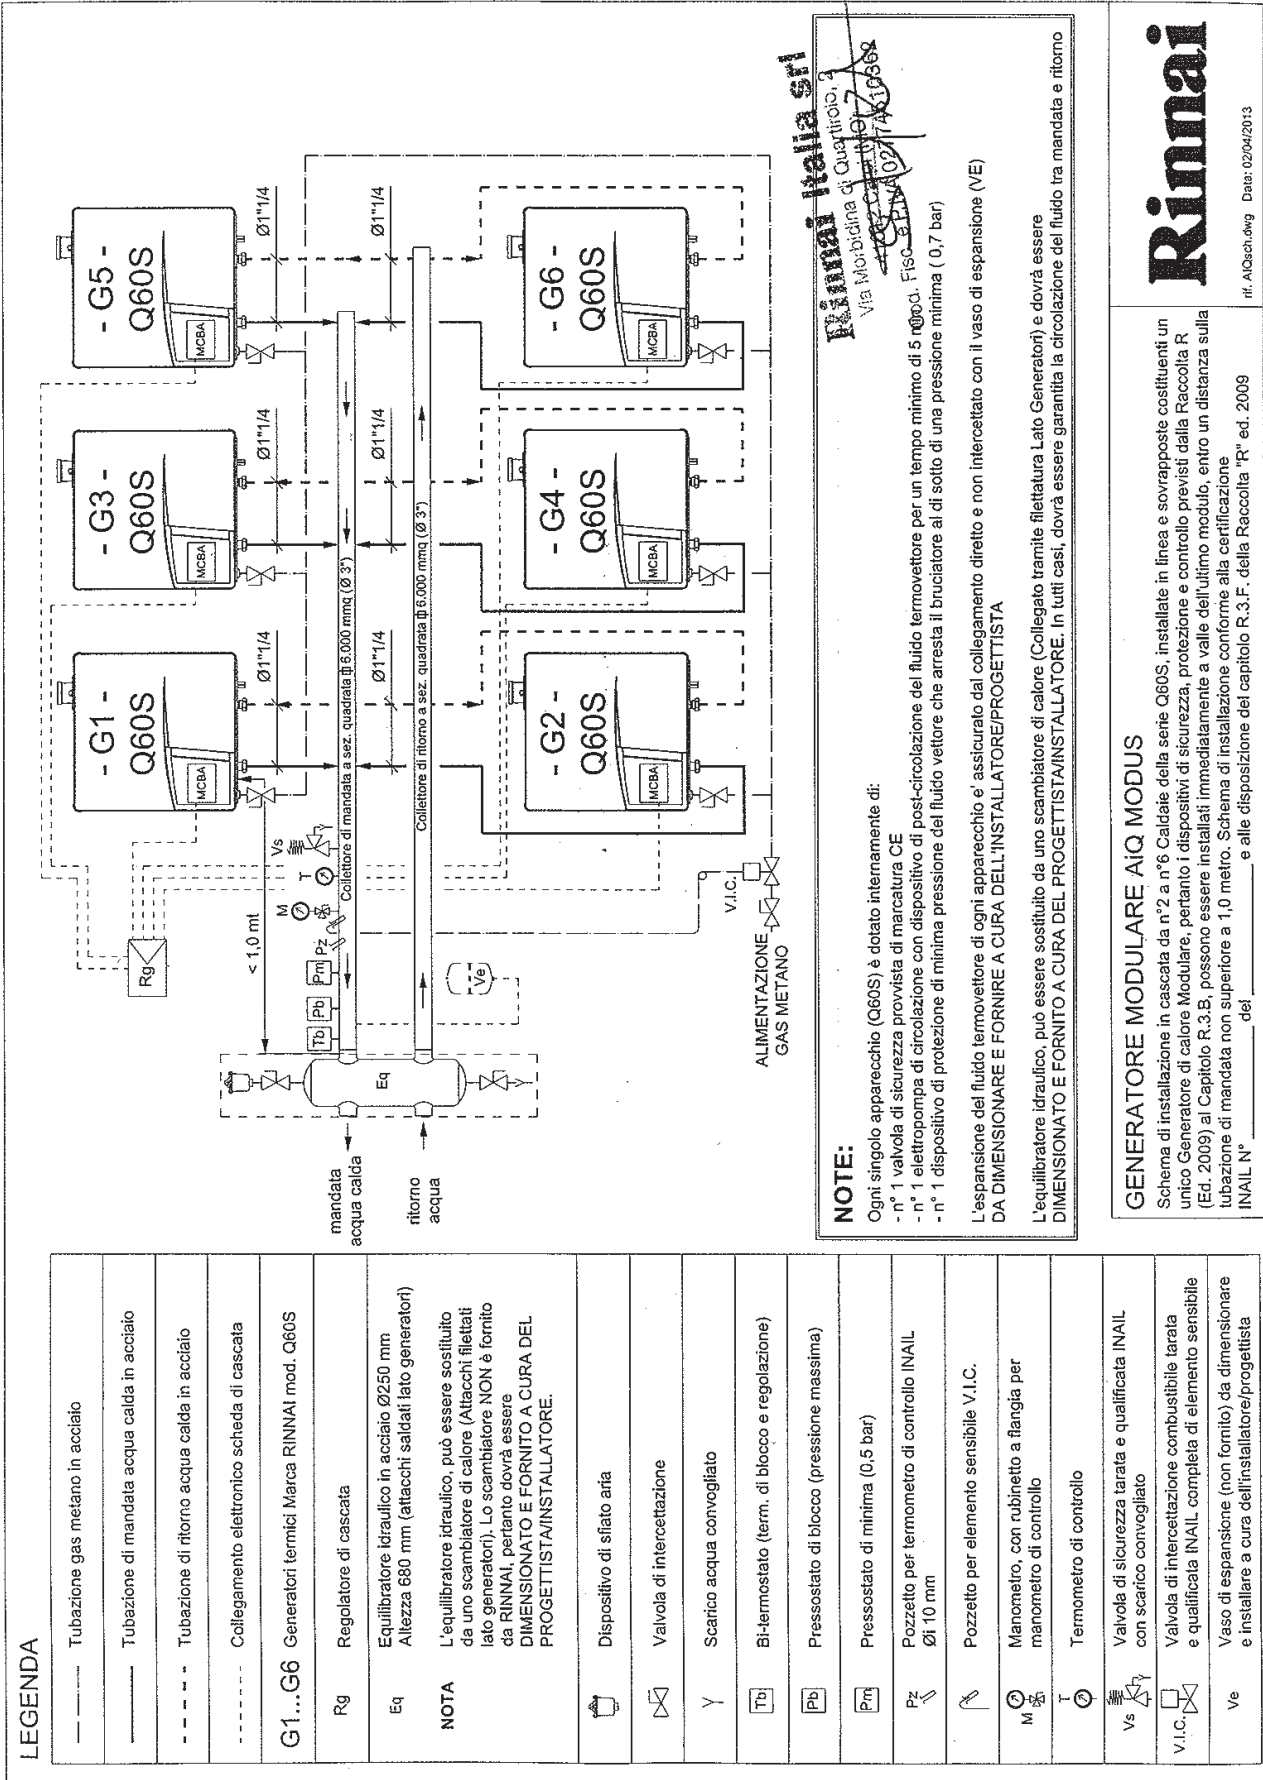 LEGENDA
Tubazione gas metano in acciaio
Tubazione di mandata acqua calda in acciaio
Tubazione di ritorno acqua calda in acciaio
Collegamento elettronico scheda di cascata
G1...G6 Generatori termici Marca RINNAI mod. Q60S
Rg Regolatore di cascata
Eq Equilibratore idraulico in acciaio Ø250 mm
Altezza 680 mm (attacchi saldati lato generatori)
NOTA L'equilibratore idraulico, può essere sostituito
da uno scambiatore di calore (Attacchi filettati
lato generatori). Lo scambiatore NON è fornito
da RINNAI, pertanto dovrà essere
DIMENSIONATO E FORNITO A CURA DEL
PROGETTISTA/INSTALLATORE.
Dispositivo di sfiato aria
Valvola di intercettazione
Scarico acqua convogliato
Tb Bi-termostato (term. di blocco e regolazione)
Pb Pressostato di blocco (pressione massima)
Pm Pressostato di minima (0,5 bar)
Pz Pozzetto per termometro di controllo INAIL
Øi 10 mm
Pozzetto per elemento sensibile V.I.C.
M Manometro, con rubinetto a flangia per
manometro di controllo
T Termometro di controllo
Vs Valvola di sicurezza tarata e qualificata INAIL
con scarico convogliato
V.I.C. Valvola di intercettazione combustibile tarata
e qualificata INAIL completa di elemento sensibile
Ve Vaso di espansione (non fornito) da dimensionare
e installare a cura dell'installatore/progettista
- G1 -
Q60S
MCBA
- G3 -
Q60S
MCBA
- G5 -
Q60S
MCBA
Rg
< 1,0 mt
Ø1"1/4
Ø1"1/4
Ø1"1/4
Vs
T
M
Pz
Tb
Pb
Pm
Collettore di mandata a sez. quadrata di 6.000 mmq (Ø 3")
Ø1"1/4
Ø1"1/4
Ø1"1/4
Collettore di ritorno a sez. quadrata di 6.000 mmq (Ø 3")
Eq
Ve
mandata
acqua calda
ritorno
acqua
- G2 -
Q60S
MCBA
- G4 -
Q60S
MCBA
- G6 -
Q60S
MCBA
V.I.C.
ALIMENTAZIONE
GAS METANO
Rinnai Italia srl
Via Morbidina di Quartirolo, 2
NOTE:
Ogni singolo apparecchio (Q60S) è dotato internamente di:
- n° 1 valvola di sicurezza provvista di marcatura CE
- n° 1 elettropompa di circolazione con dispositivo di post-circolazione del fluido termovettore per un tempo minimo di 5
- n° 1 dispositivo di protezione di minima pressione del fluido vettore che arresta il bruciatore al di sotto di una pressione minima ( 0,7 bar)
L'espansione del fluido termovettore di ogni apparecchio e' assicurato dal collegamento diretto e non intercettato con il vaso di espansione (VE)
DA DIMENSIONARE E FORNIRE A CURA DELL'INSTALLATORE/PROGETTISTA
L'equilibratore idraulico, può essere sostituito da uno scambiatore di calore (Collegato tramite filettatura Lato Generatori) e dovrà essere
DIMENSIONATO E FORNITO A CURA DEL PROGETTISTA/INSTALLATORE. In tutti casi, dovrà essere garantita la circolazione del fluido tra mandata e ritorno
GENERATORE MODULARE AiQ MODUS
Schema di installazione in cascata da n°2 a n°6 Caldaie della serie Q60S, installate in linea e sovrapposte costituenti un
unico Generatore di calore Modulare, pertanto i dispositivi di sicurezza, protezione e controllo previsti dalla Raccolta R
(Ed. 2009) al Capitolo R.3.B, possono essere installati immediatamente a valle dell'ultimo modulo, entro un distanza sulla
tubazione di mandata non superiore a 1,0 metro. Schema di installazione conforme alla certificazione
INAIL N° ________ del ________ e alle disposizione del capitolo R.3.F. della Raccolta "R" ed. 2009
Rinnai
rif. AIQsch.dwg Data: 02/04/2013